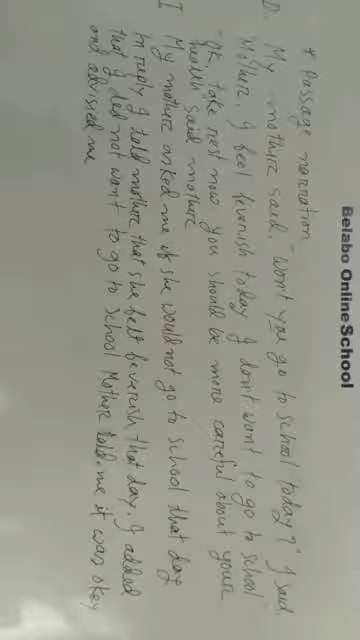 Belabo Online School
* Passage narration
D. My mother said, "Won't you go to school today?" I said,
Mother. I feel feverish today I don't want to go to school
"ok, take rest now you should be more careful about your
health said mother
I My mother asked me if she would not go to school that day
In reply I told mother that she felt feverish that day. I added
that I did not want to go to school Mother told me it was okey
and advissed me